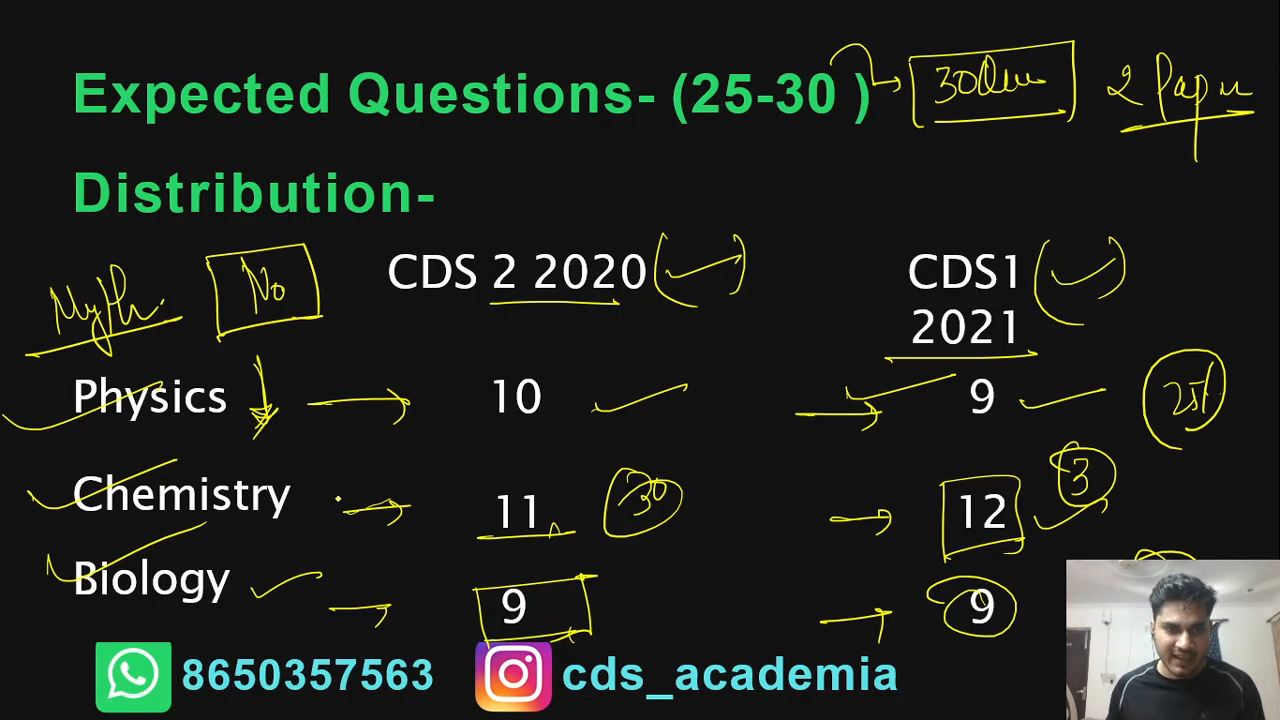 Expected Questions- (25-30 ) 30Que 2 Paper
Distribution-
Myth No CDS 2 2020 CDS1
2021
Physics 10 9 25%
Chemistry 11 30 12 3
Biology 9 9
8650357563 cds_academia